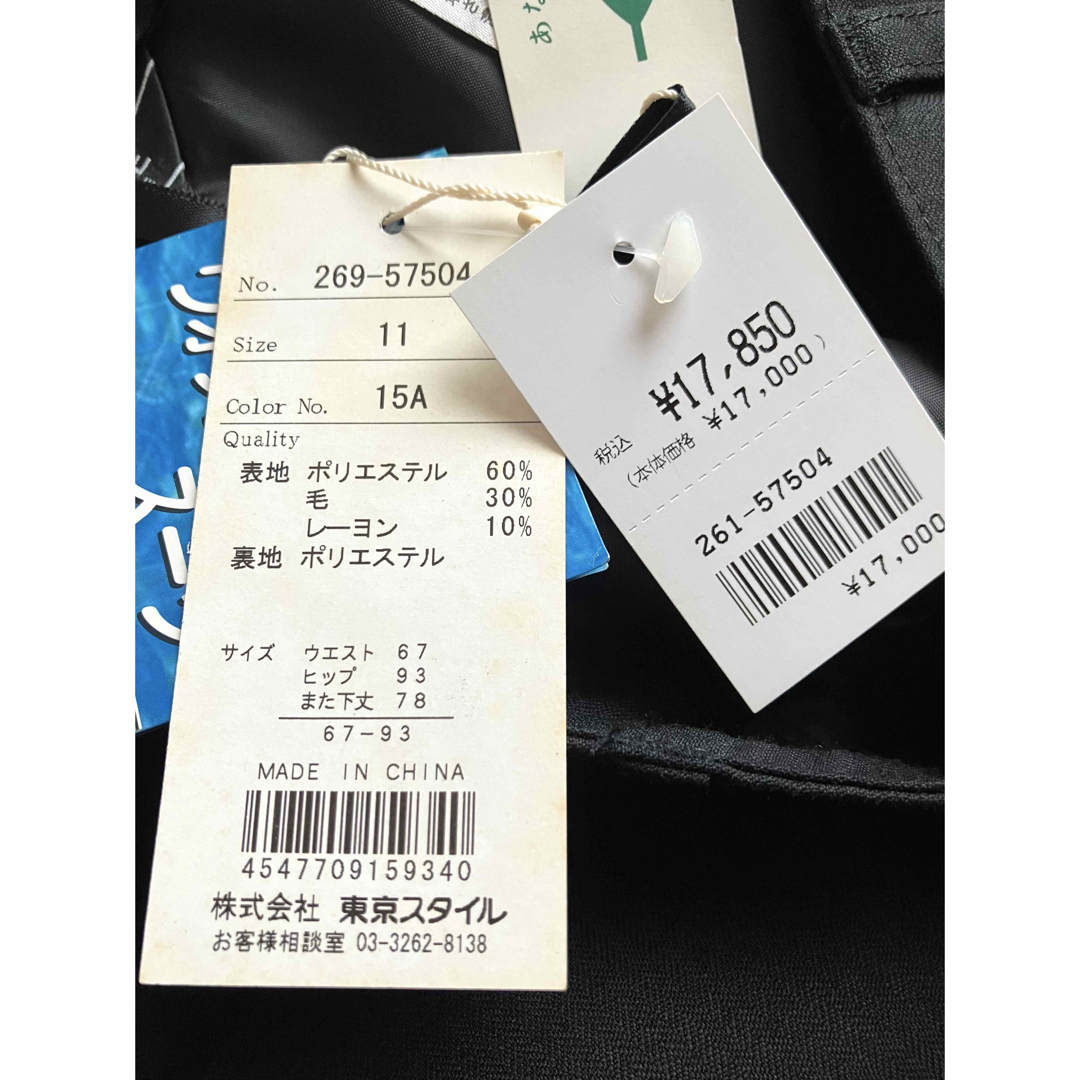 あな
No. 269-57504
Size 11
Color No. 15A
Quality
表地 ポリエステル 60%
毛 30%
レーヨン 10%
裏地 ポリエステル
サイズ ウエスト 67
ヒップ 93
また下丈 78
67-93
MADE IN CHINA
4547709159340
株式会社 東京スタイル
お客様相談室 03-3262-8138
税込 ¥17,850
(本体価格 ¥17,000)
261-57504
¥17,000